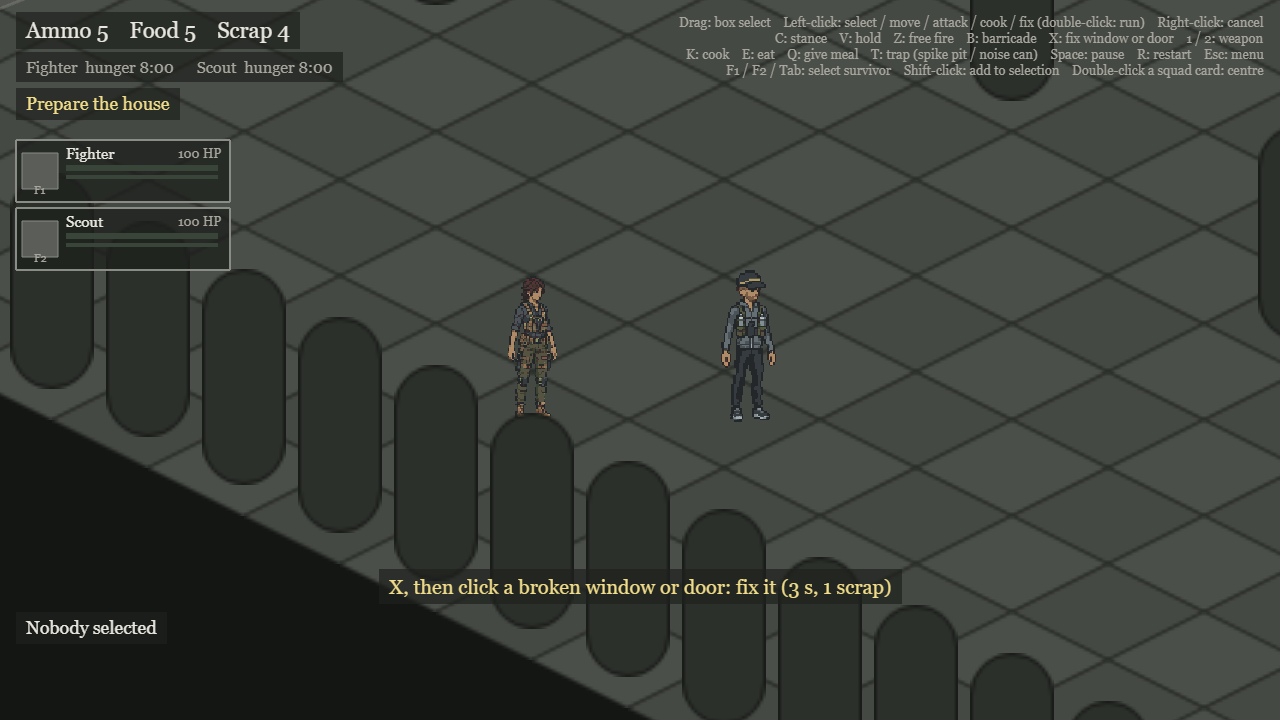 Ammo 5 Food 5 Scrap 4
Fighter hunger 8:00 Scout hunger 8:00
Prepare the house
Drag: box select Left-click: select / move / attack / cook / fix (double-click: run) Right-click: cancel
C: stance V: hold Z: free fire B: barricade X: fix window or door 1 / 2: weapon
K: cook E: eat Q: give meal T: trap (spike pit / noise can) Space: pause R: restart Esc: menu
F1 / F2 / Tab: select survivor Shift-click: add to selection Double-click a squad card: centre
Fighter 100 HP
F1
Scout 100 HP
F2
X, then click a broken window or door: fix it (3 s, 1 scrap)
Nobody selected